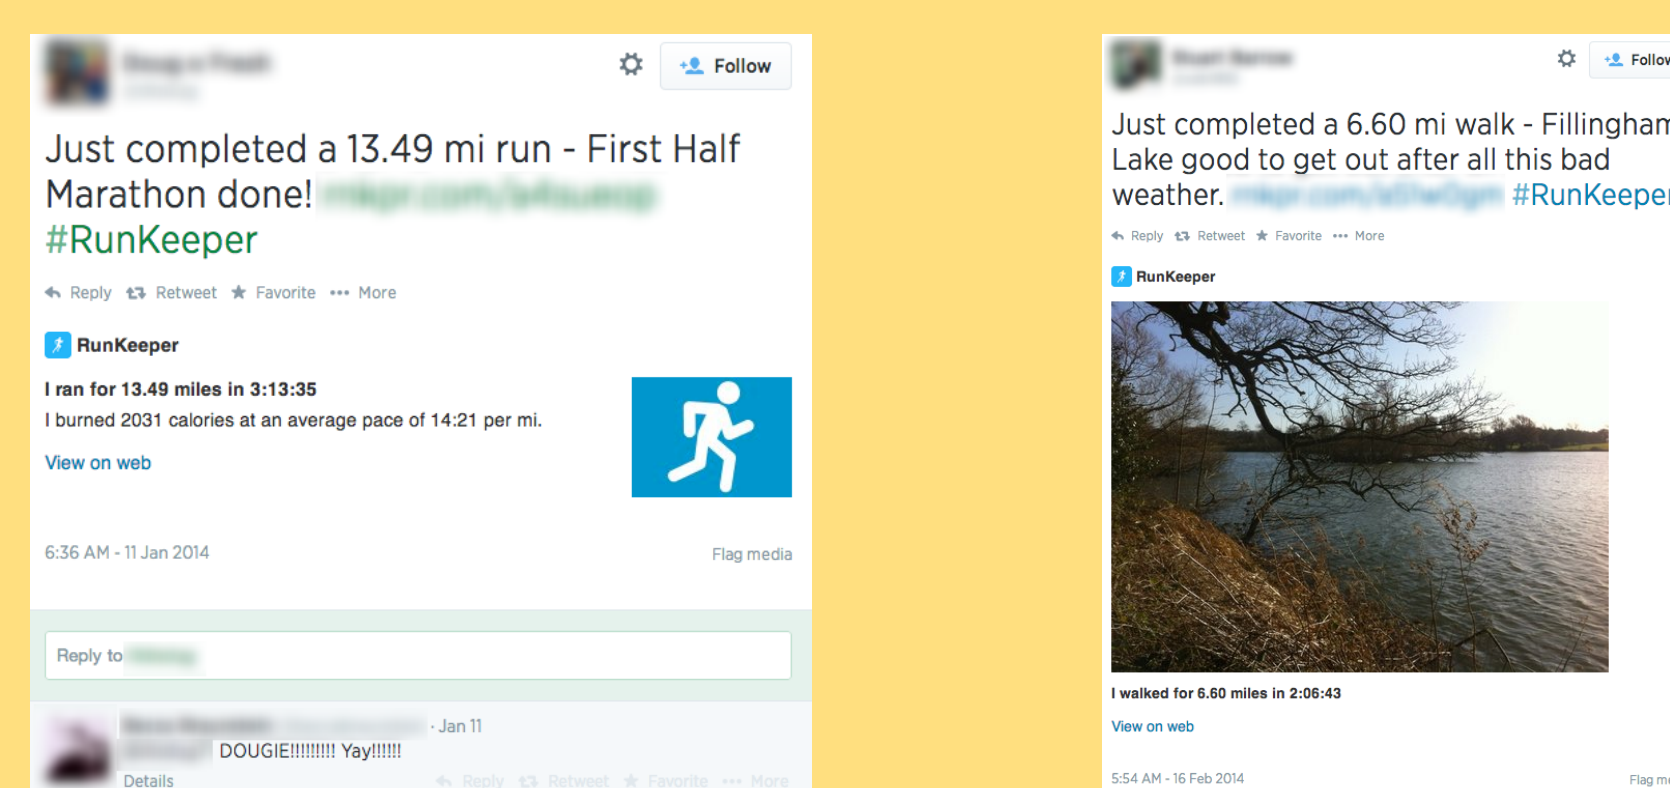 Follow
Just completed a 13.49 mi run - First Half
Marathon done!
#RunKeeper
Reply Retweet Favorite More
RunKeeper
I ran for 13.49 miles in 3:13:35
I burned 2031 calories at an average pace of 14:21 per mi.
View on web
6:36 AM - 11 Jan 2014 Flag media
Reply to
· Jan 11
DOUGIE!!!!!!!!! Yay!!!!!!
Details Reply Retweet Favorite More
Follow
Just completed a 6.60 mi walk - Fillingham
Lake good to get out after all this bad
weather. #RunKeeper
Reply Retweet Favorite More
RunKeeper
I walked for 6.60 miles in 2:06:43
View on web
5:54 AM - 16 Feb 2014 Flag me